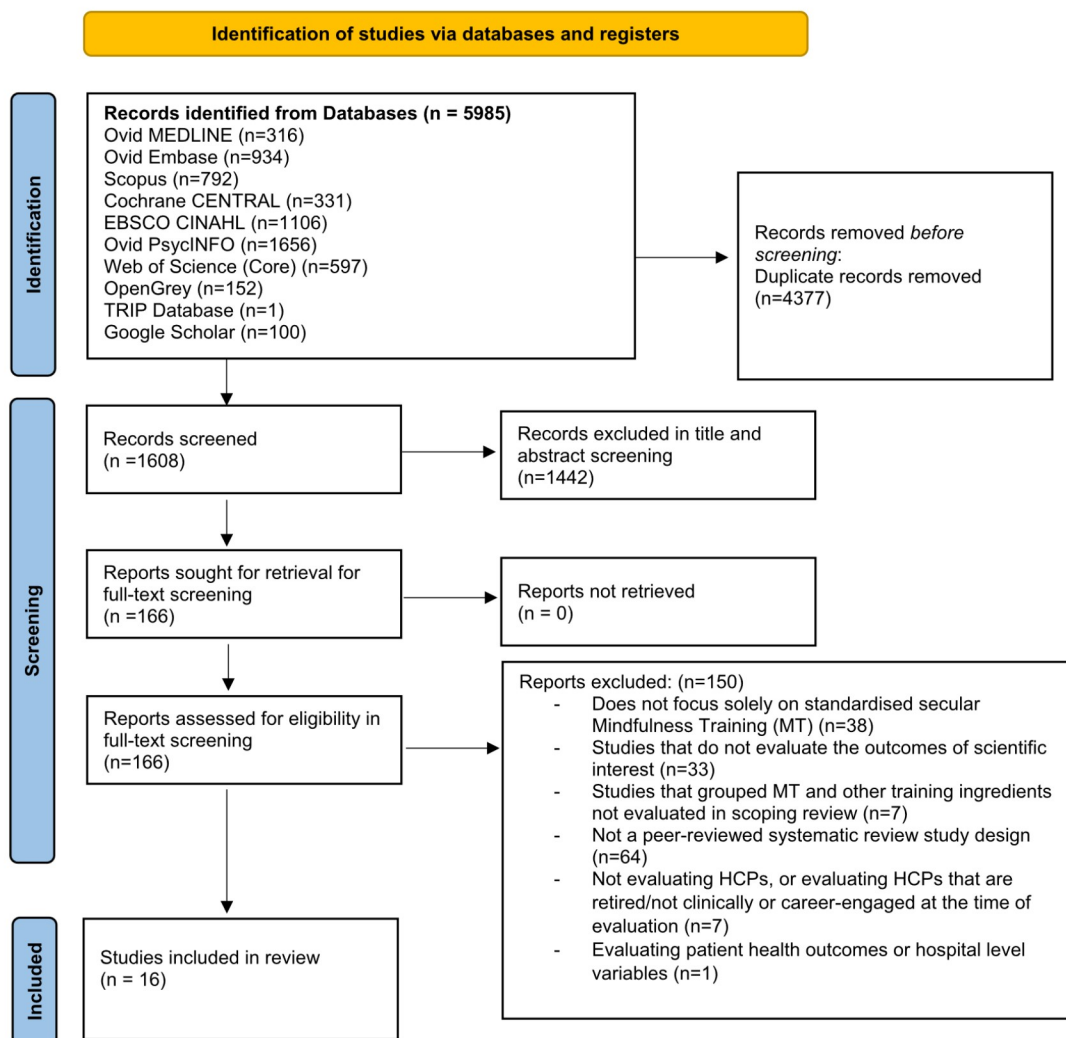 Identification of studies via databases and registers
Identification
Records identified from Databases (n = 5985)
Ovid MEDLINE (n=316)
Ovid Embase (n=934)
Scopus (n=792)
Cochrane CENTRAL (n=331)
EBSCO CINAHL (n=1106)
Ovid PsycINFO (n=1656)
Web of Science (Core) (n=597)
OpenGrey (n=152)
TRIP Database (n=1)
Google Scholar (n=100)
Records removed before
screening:
Duplicate records removed
(n=4377)
Screening
Records screened
(n =1608)
Records excluded in title and
abstract screening
(n=1442)
Reports sought for retrieval for
full-text screening
(n =166)
Reports not retrieved
(n = 0)
Reports assessed for eligibility in
full-text screening
(n=166)
Reports excluded: (n=150)
- Does not focus solely on standardised secular
Mindfulness Training (MT) (n=38)
- Studies that do not evaluate the outcomes of scientific
interest (n=33)
- Studies that grouped MT and other training ingredients
not evaluated in scoping review (n=7)
- Not a peer-reviewed systematic review study design
(n=64)
- Not evaluating HCPs, or evaluating HCPs that are
retired/not clinically or career-engaged at the time of
evaluation (n=7)
- Evaluating patient health outcomes or hospital level
variables (n=1)
Included
Studies included in review
(n = 16)